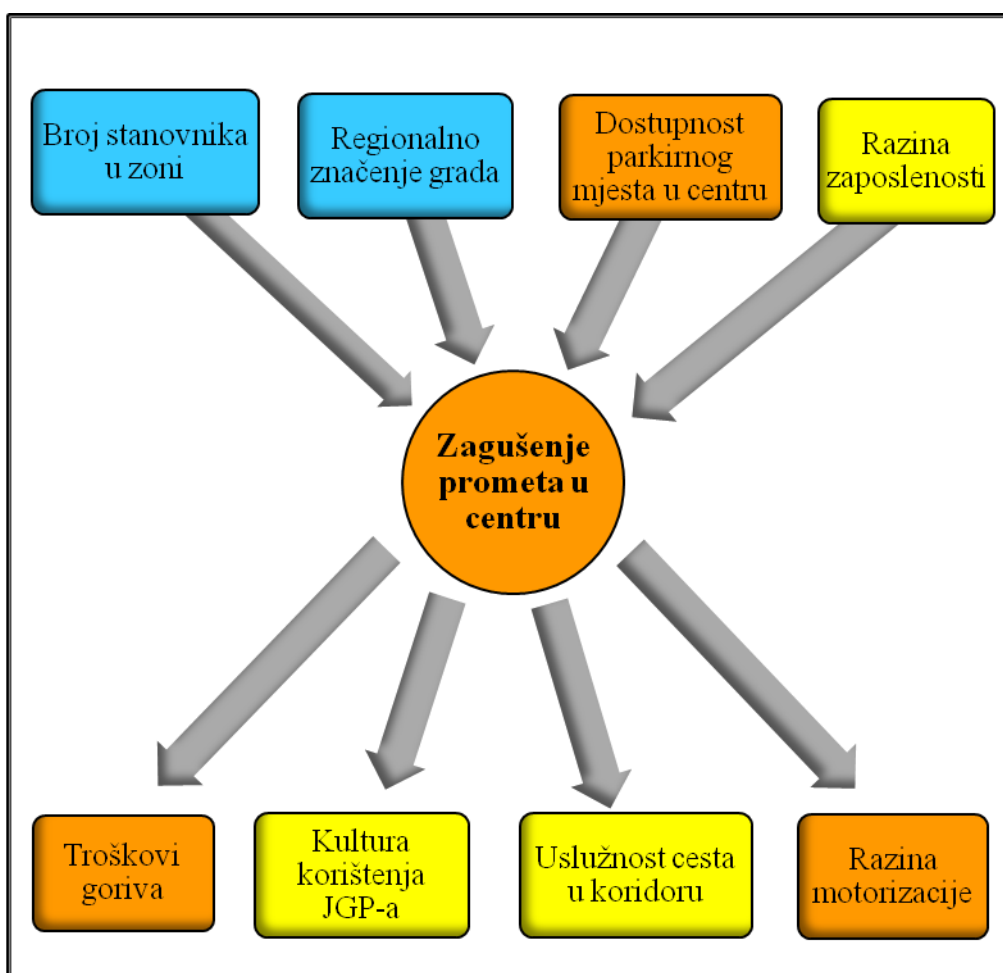 Broj stanovnika
u zoni
Regionalno
značenje grada
Dostupnost
parkirnog
mjesta u centru
Razina
zaposlenosti
Zagušenje
prometa u
centru
Troškovi
goriva
Kultura
korištenja
JGP-a
Uslužnost cesta
u koridoru
Razina
motorizacije